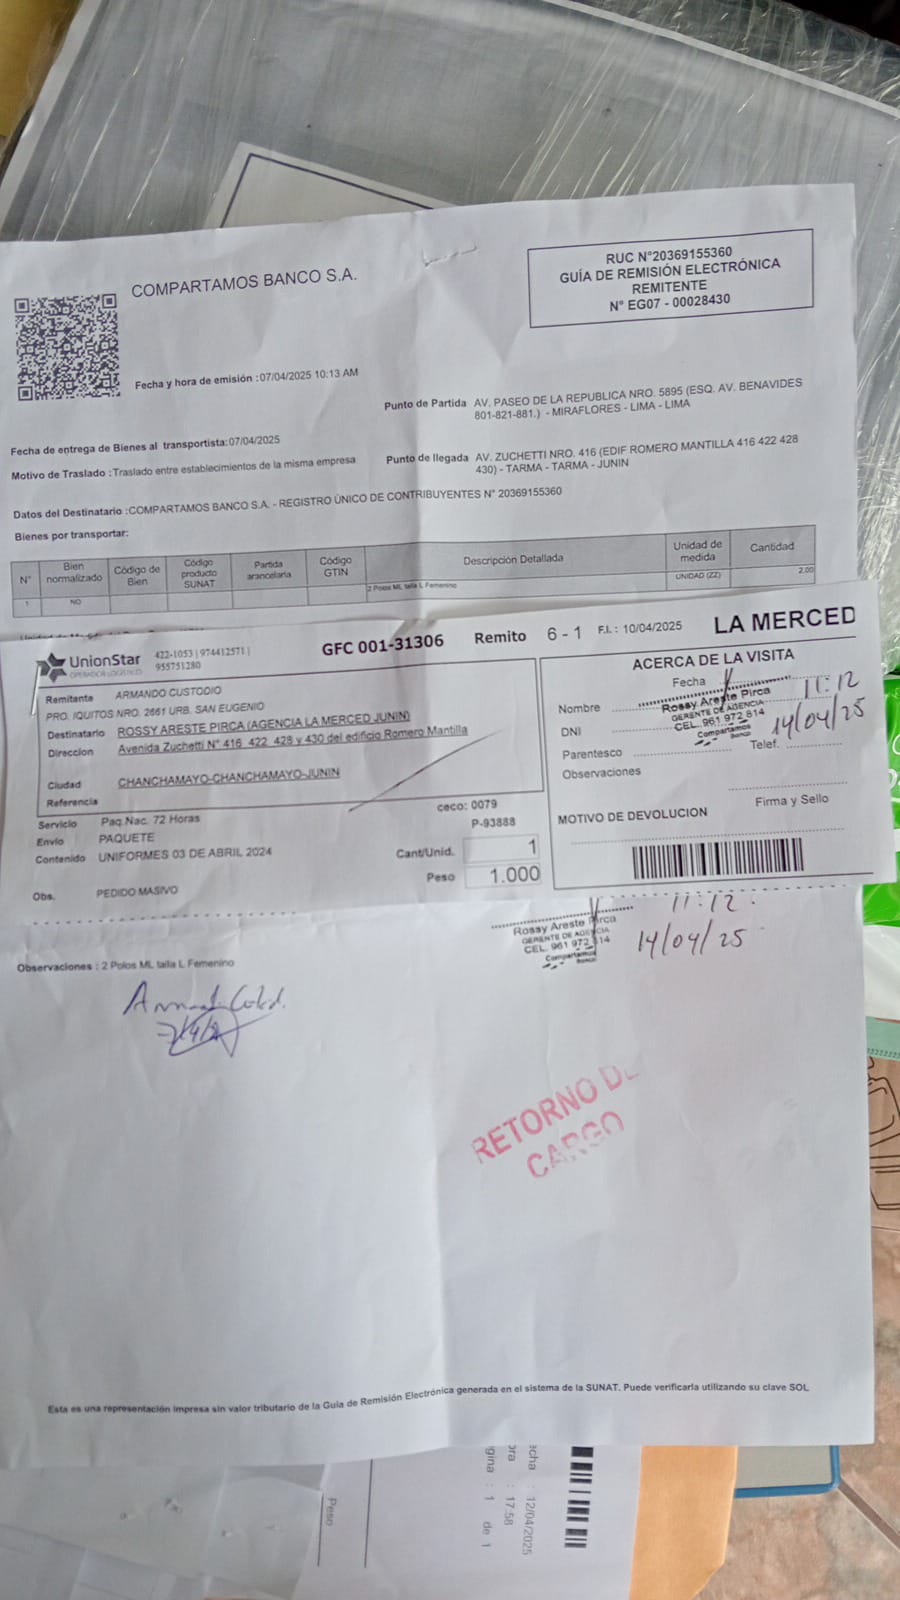 COMPARTAMOS BANCO S.A.
RUC N°20369155360
GUÍA DE REMISIÓN ELECTRÓNICA
REMITENTE
N° EG07 - 00028430
Fecha y hora de emisión :07/04/2025 10:13 AM
Punto de Partida AV. PASEO DE LA REPUBLICA NRO. 5895 (ESQ. AV. BENAVIDES
801-821-881.) - MIRAFLORES - LIMA - LIMA
Fecha de entrega de Bienes al transportista:07/04/2025
Motivo de Traslado :Traslado entre establecimientos de la misma empresa
Punto de llegada AV. ZUCHETTI NRO. 416 (EDIF ROMERO MANTILLA 416 422 428
430) - TARMA - TARMA - JUNIN
Datos del Destinatario :COMPARTAMOS BANCO S.A. - REGISTRO ÚNICO DE CONTRIBUYENTES N° 20369155360
Bienes por transportar:
N° Bien normalizado Código de Bien Código producto SUNAT Partida arancelaria Código GTIN Descripción Detallada Unidad de medida Cantidad
1 NO 2 Polos ML talla L Femenino UNIDAD (ZZ) 2.00
UnionStar
OPERADOR LOGÍSTICO
422-1053 | 974412571 |
955751280
GFC 001-31306 Remito 6 - 1 F.I.: 10/04/2025 LA MERCED
Remitente ARMANDO CUSTODIO
PRO. IQUITOS NRO. 2661 URB. SAN EUGENIO
Destinatario ROSSY ARESTE PIRCA (AGENCIA LA MERCED JUNIN)
Direccion Avenida Zuchetti N° 416 422 428 y 430 del edificio Romero Mantilla
Ciudad CHANCHAMAYO-CHANCHAMAYO-JUNIN
Referencia
Servicio Paq.Nac. 72 Horas
ceco: 0079
Envio PAQUETE
P-93888
Contenido UNIFORMES 03 DE ABRIL 2024
Cant/Unid. 1
Peso 1.000
Obs. PEDIDO MASIVO
ACERCA DE LA VISITA
Fecha
11:12
Nombre
Rossy Areste Pirca
GERENTE DE AGENCIA
CEL. 961 972 814
Compartamos
Banco
14/04/25
DNI
Parentesco
Telef.
Observaciones
Firma y Sello
MOTIVO DE DEVOLUCION
11:12
Rossy Areste Pirca
GERENTE DE AGENCIA
CEL. 961 972 814
Compartamos
Banco
14/04/25
Observaciones : 2 Polos ML talla L Femenino
RETORNO DE
CARGO
Esta es una representación impresa sin valor tributario de la Guía de Remisión Electrónica generada en el sistema de la SUNAT. Puede verificarla utilizando su clave SOL
Peso
: 12/04/2025
: 17:58
: 1 de 1